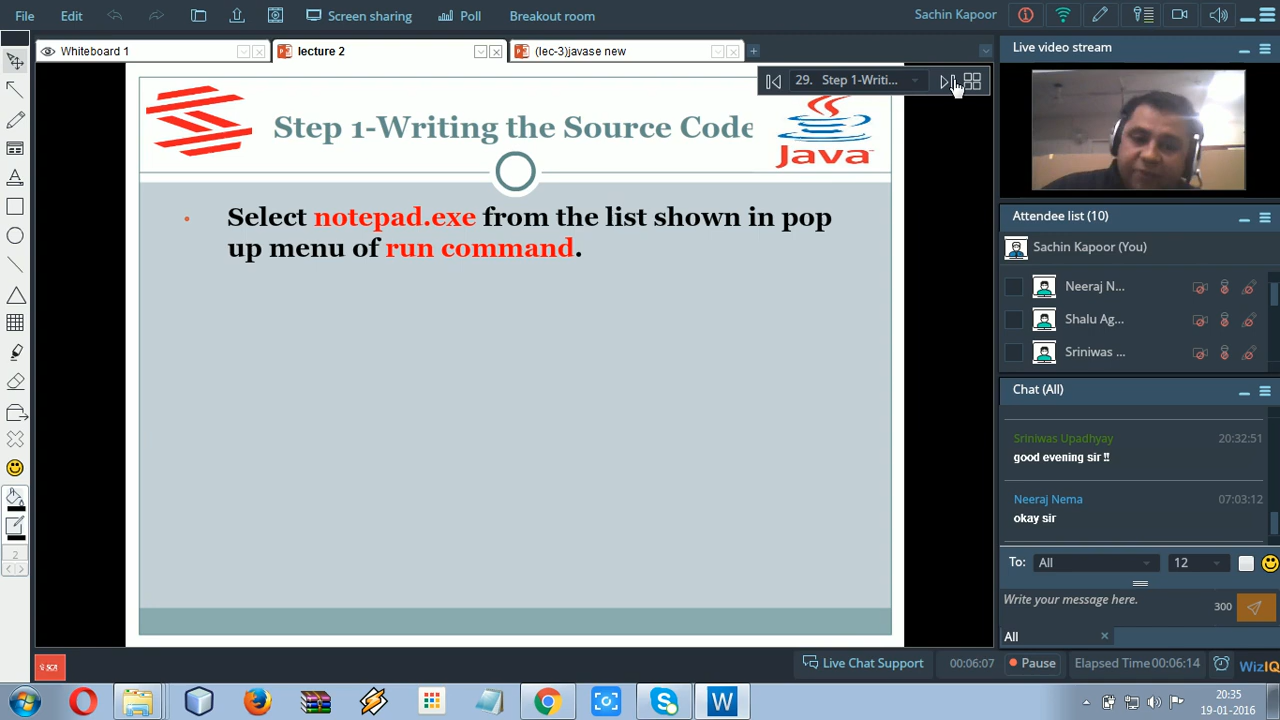 File Edit Screen sharing Poll Breakout room Sachin Kapoor
Whiteboard 1 lecture 2 (lec-3)javase new
29. Step 1-Writi...
Step 1-Writing the Source Code
Java
• Select notepad.exe from the list shown in pop
up menu of run command.
Live video stream
Attendee list (10)
Sachin Kapoor (You)
Neeraj N...
Shalu Ag...
Sriniwas ...
Chat (All)
Sriniwas Upadhyay 20:32:51
good evening sir !!
Neeraj Nema 07:03:12
okay sir
To: All 12
Write your message here. 300
All
2
SCA
Live Chat Support 00:06:07 Pause Elapsed Time 00:06:14 WizIQ
W
20:35
19-01-2016